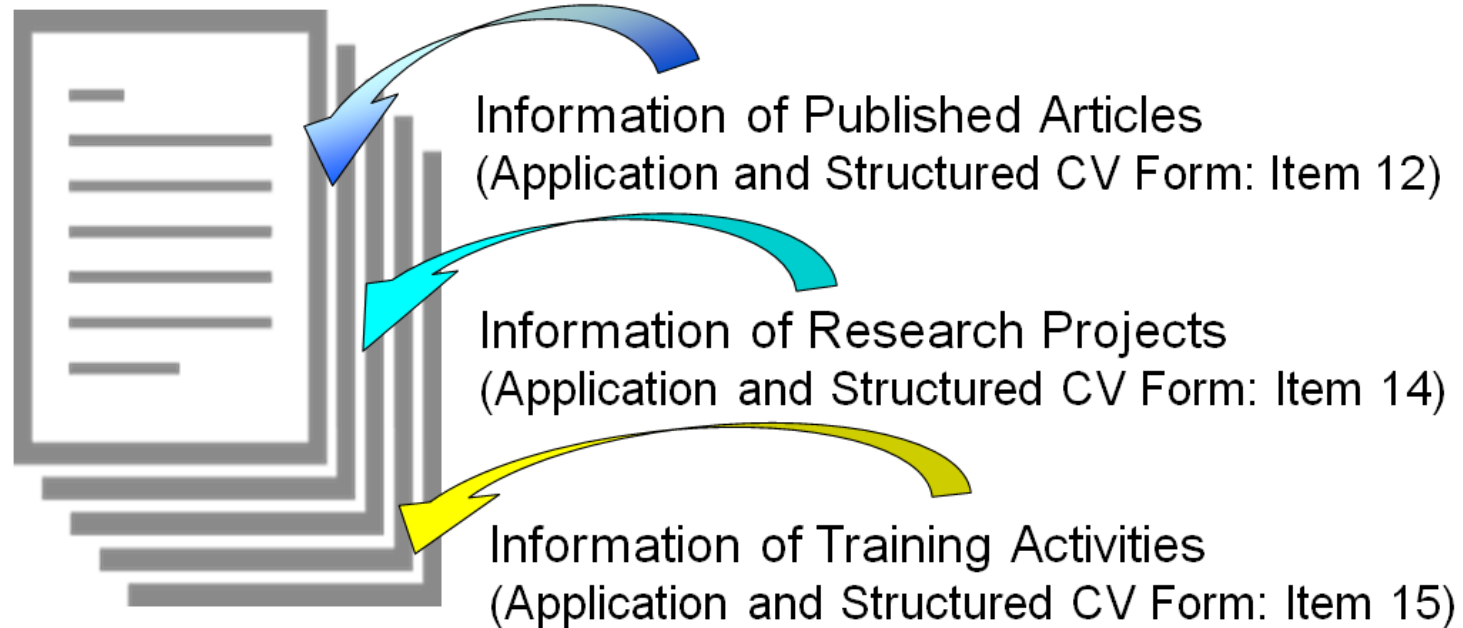 Information of Published Articles
(Application and Structured CV Form: Item 12)
Information of Research Projects
(Application and Structured CV Form: Item 14)
Information of Training Activities
(Application and Structured CV Form: Item 15)